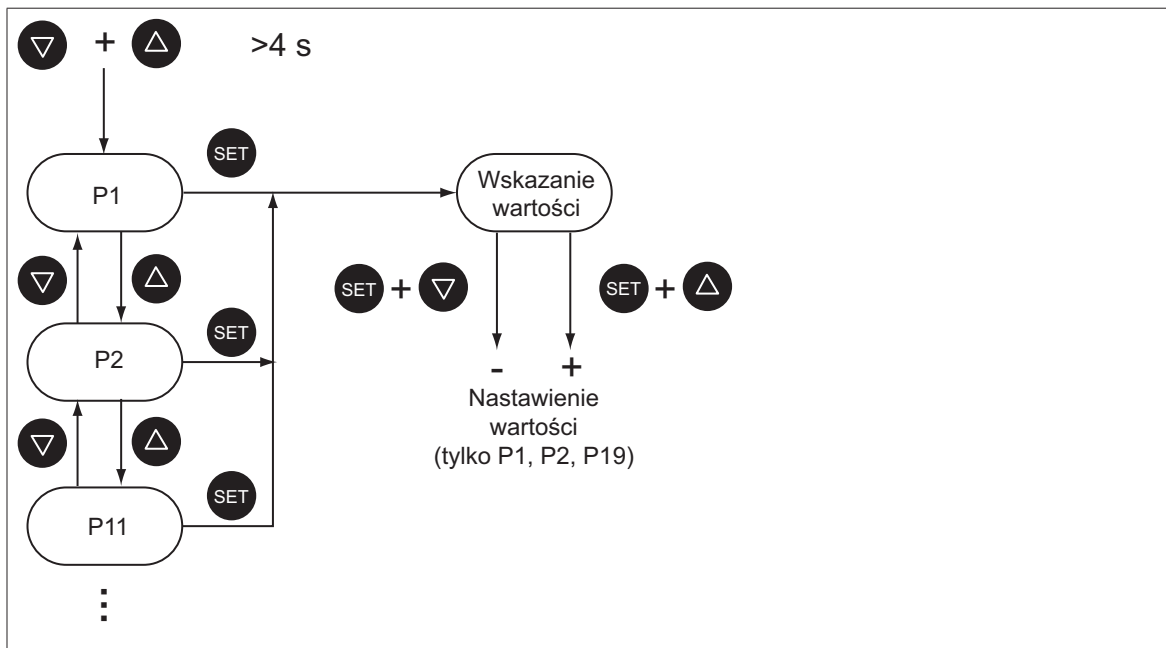 + >4 s
SET
P1
Wskazanie
wartości
SET + SET +
P2
SET
- +
Nastawienie
wartości
(tylko P1, P2, P19)
SET
P11
⋮